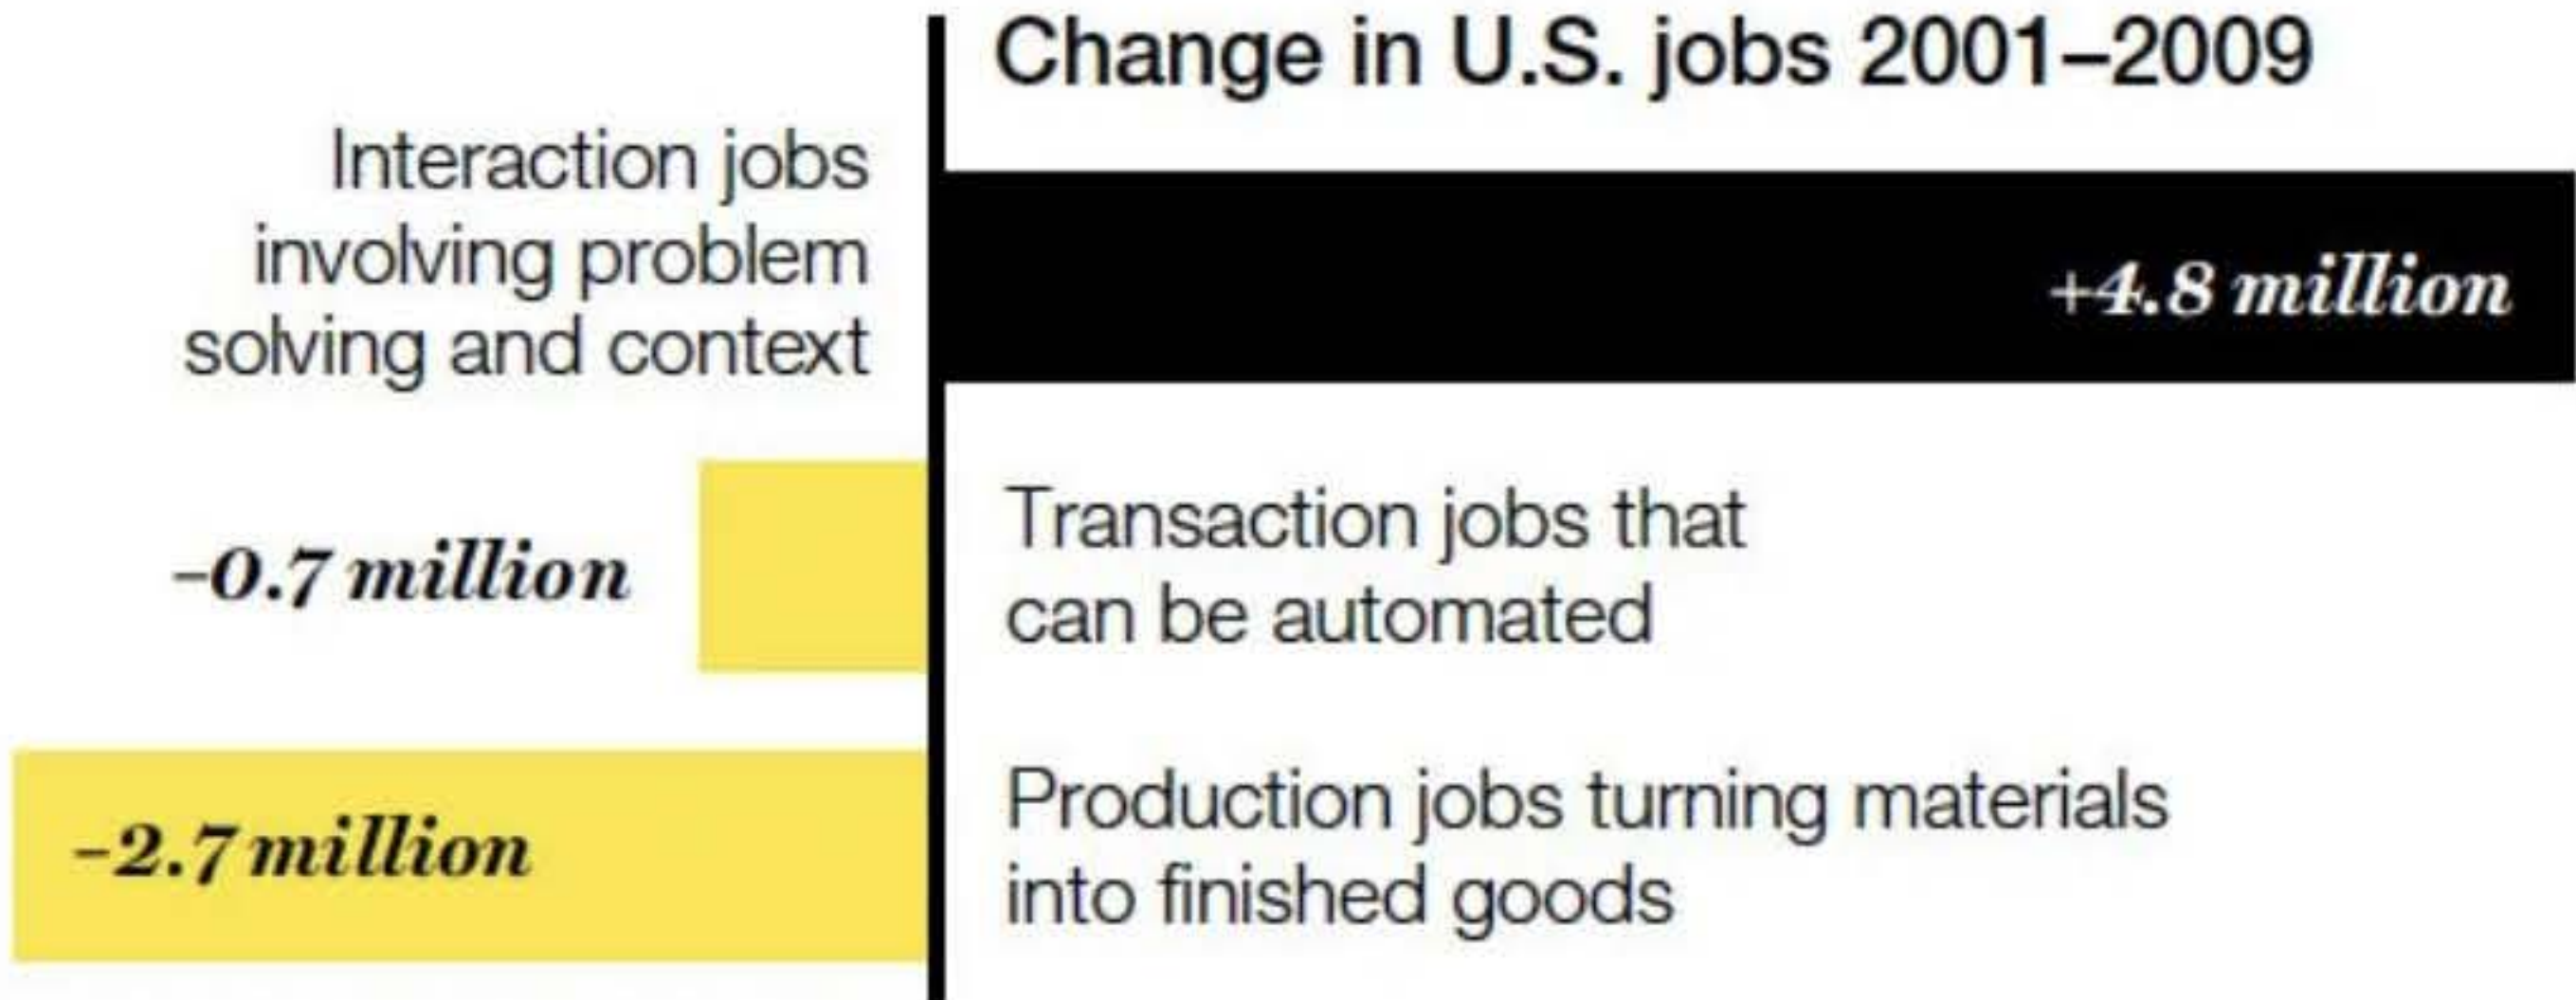 Change in U.S. jobs 2001–2009
Interaction jobs
involving problem
solving and context
+4.8 million
–0.7 million
Transaction jobs that
can be automated
–2.7 million
Production jobs turning materials
into finished goods